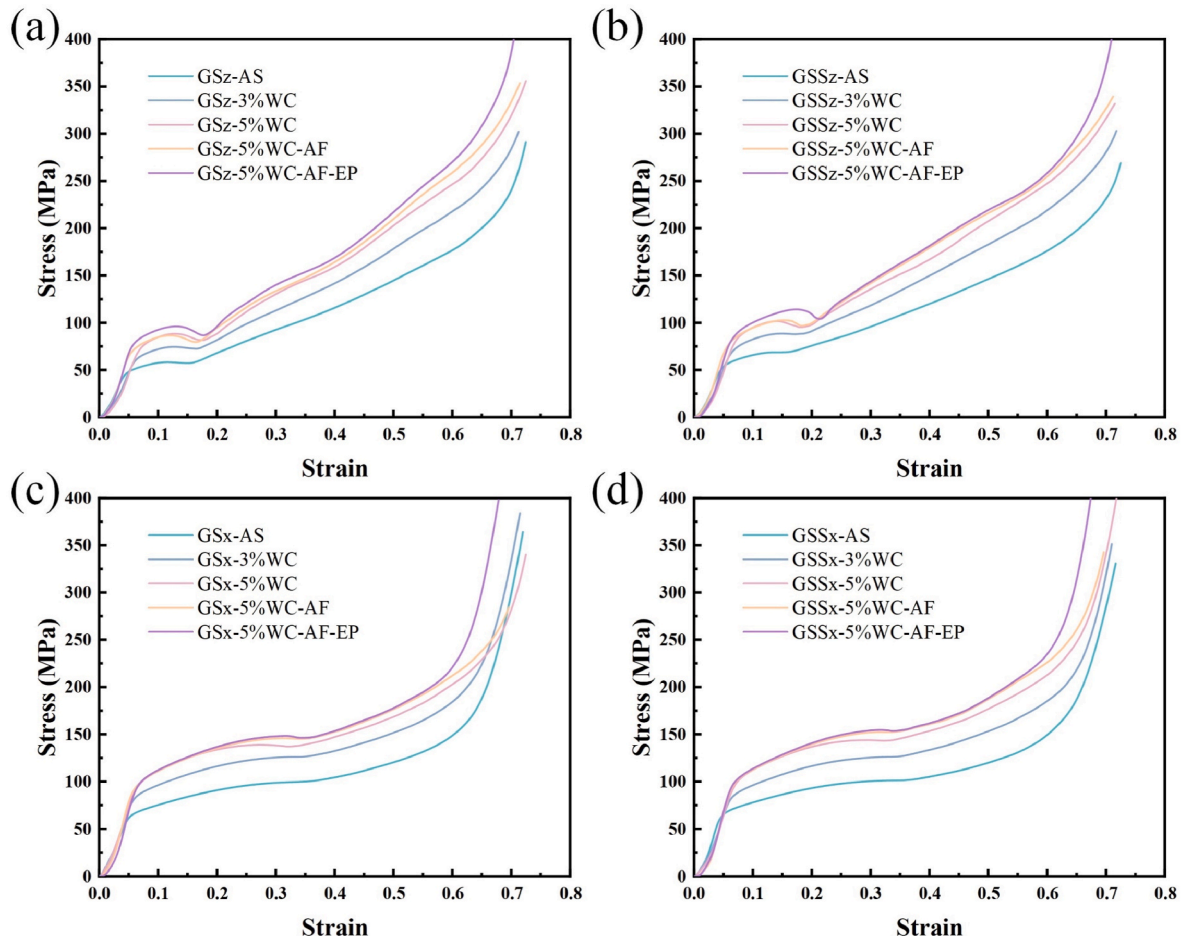 (a)
400
350
300
250
200
150
100
50
0
Stress (MPa)
GSz-AS
GSz-3%WC
GSz-5%WC
GSz-5%WC-AF
GSz-5%WC-AF-EP
0.0 0.1 0.2 0.3 0.4 0.5 0.6 0.7 0.8
Strain
(b)
400
350
300
250
200
150
100
50
0
Stress (MPa)
GSSz-AS
GSSz-3%WC
GSSz-5%WC
GSSz-5%WC-AF
GSSz-5%WC-AF-EP
0.0 0.1 0.2 0.3 0.4 0.5 0.6 0.7 0.8
Strain
(c)
400
350
300
250
200
150
100
50
0
Stress (MPa)
GSx-AS
GSx-3%WC
GSx-5%WC
GSx-5%WC-AF
GSx-5%WC-AF-EP
0.0 0.1 0.2 0.3 0.4 0.5 0.6 0.7 0.8
Strain
(d)
400
350
300
250
200
150
100
50
0
Stress (MPa)
GSSx-AS
GSSx-3%WC
GSSx-5%WC
GSSx-5%WC-AF
GSSx-5%WC-AF-EP
0.0 0.1 0.2 0.3 0.4 0.5 0.6 0.7 0.8
Strain